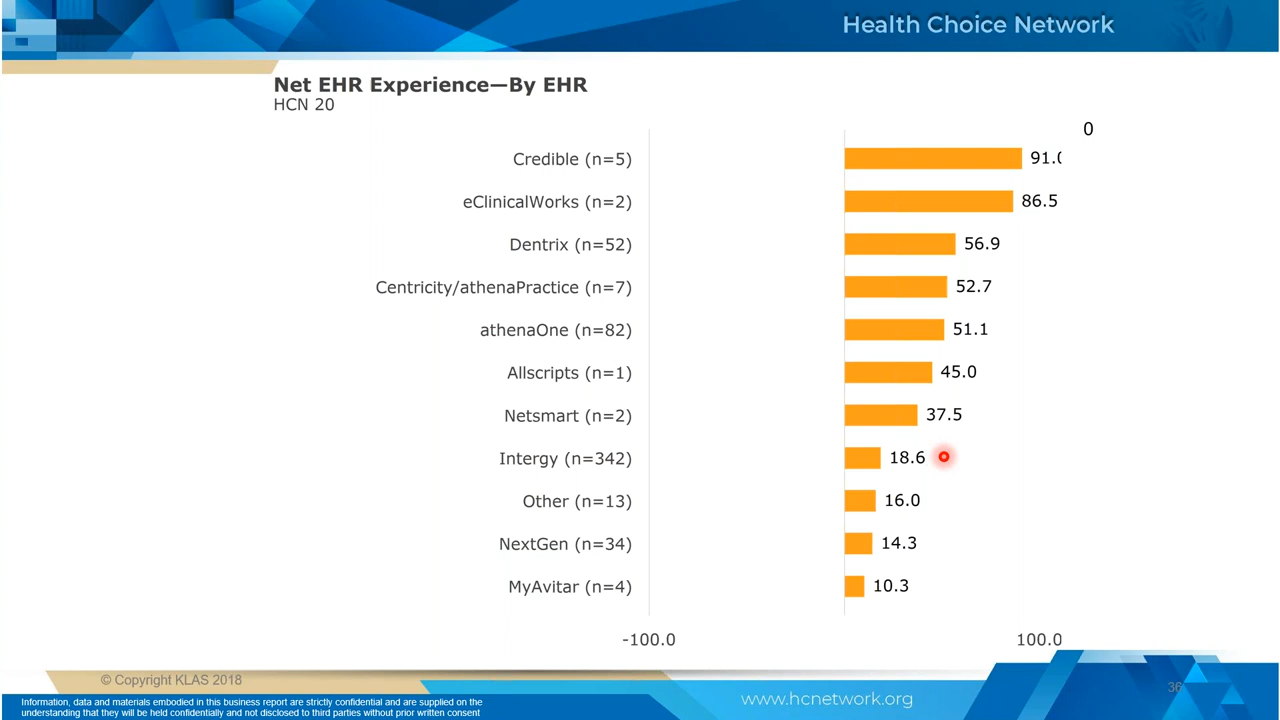 Health Choice Network
Net EHR Experience—By EHR
HCN 20
0
Credible (n=5) 91.0
eClinicalWorks (n=2) 86.5
Dentrix (n=52) 56.9
Centricity/athenaPractice (n=7) 52.7
athenaOne (n=82) 51.1
Allscripts (n=1) 45.0
Netsmart (n=2) 37.5
Intergy (n=342) 18.6
Other (n=13) 16.0
NextGen (n=34) 14.3
MyAvitar (n=4) 10.3
-100.0 100.0
© Copyright KLAS 2018
36
Information, data and materials embodied in this business report are strictly confidential and are supplied on the
understanding that they will be held confidentially and not disclosed to third parties without prior written consent
www.hcnetwork.org